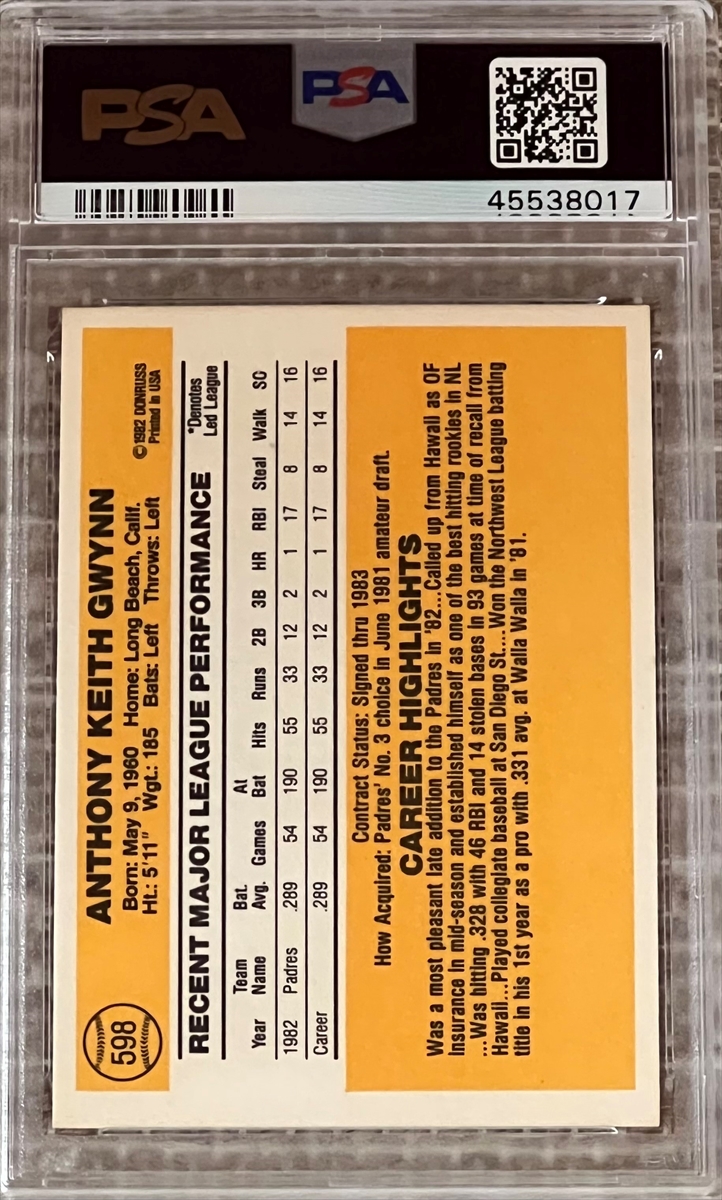 PSA
PSA
45538017
598
ANTHONY KEITH GWYNN
Born: May 9, 1960 Home: Long Beach, Calif.
Ht.: 5'11" Wgt.: 185 Bats: Left Throws: Left
©1982 DONRUSS
Printed in USA
RECENT MAJOR LEAGUE PERFORMANCE
*Denotes
Led League
Year Team Name Bat. Avg. Games At Bat Hits Runs 2B 3B HR RBI Steal Walk SO
1982 Padres .289 54 190 55 33 12 2 1 17 8 14 16
Career .289 54 190 55 33 12 2 1 17 8 14 16
Contract Status: Signed thru 1983
How Acquired: Padres' No. 3 choice in June 1981 amateur draft.
CAREER HIGHLIGHTS
Was a most pleasant late addition to the Padres in '82...Called up from Hawaii as OF
insurance in mid-season and established himself as one of the best hitting rookies in NL
...Was hitting .328 with 46 RBI and 14 stolen bases in 93 games at time of recall from
Hawaii...Played collegiate baseball at San Diego St....Won the Northwest League batting
title in his 1st year as a pro with .331 avg. at Walla Walla in '81.